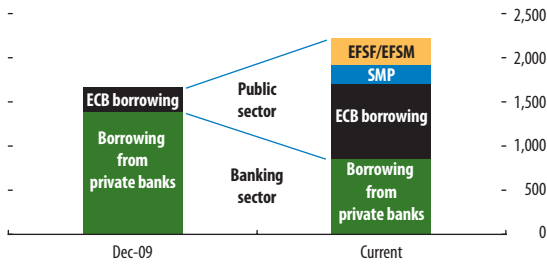 2,500
EFSF/EFSM
2,000
SMP
Public
sector
ECB borrowing
1,500
ECB borrowing
Borrowing
from
private banks
1,000
Banking
sector
Borrowing
from
private banks
500
0
Dec-09
Current